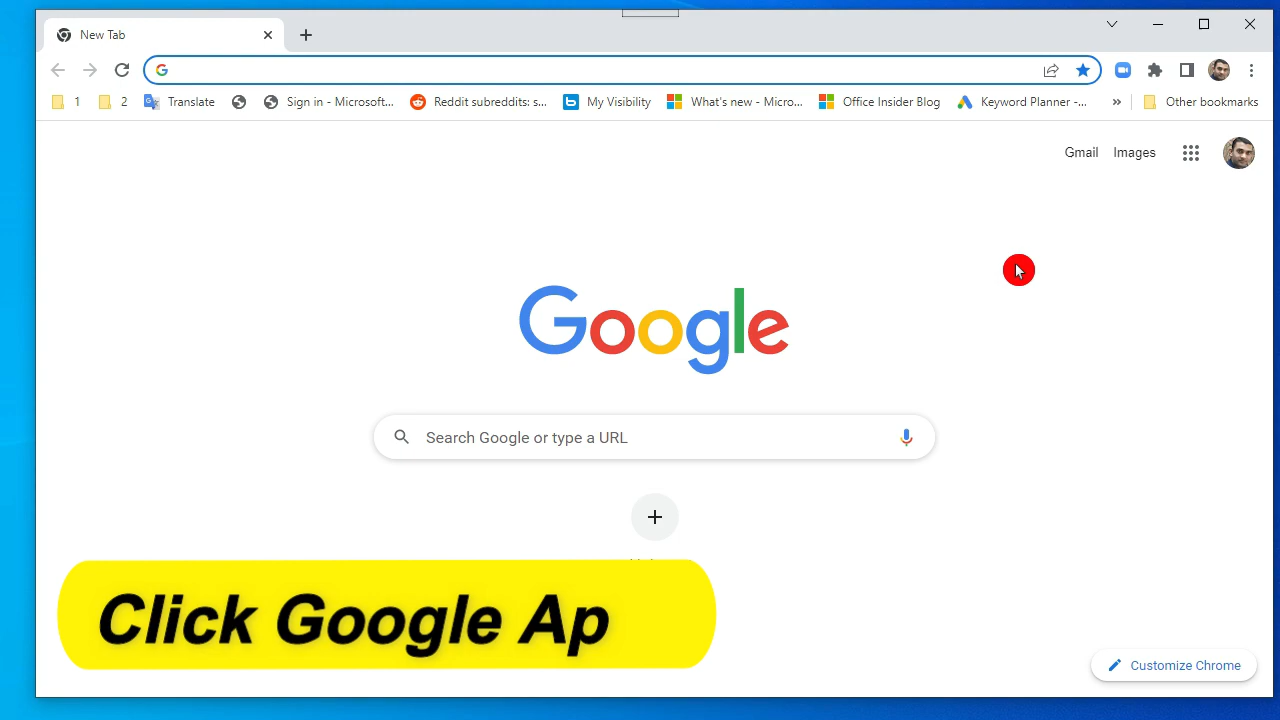 New Tab
1
2
Translate
Sign in - Microsoft...
Reddit subreddits: s...
My Visibility
What's new - Micro...
Office Insider Blog
Keyword Planner -...
»
Other bookmarks
Gmail
Images
Google
Search Google or type a URL
Click Google Ap
Customize Chrome